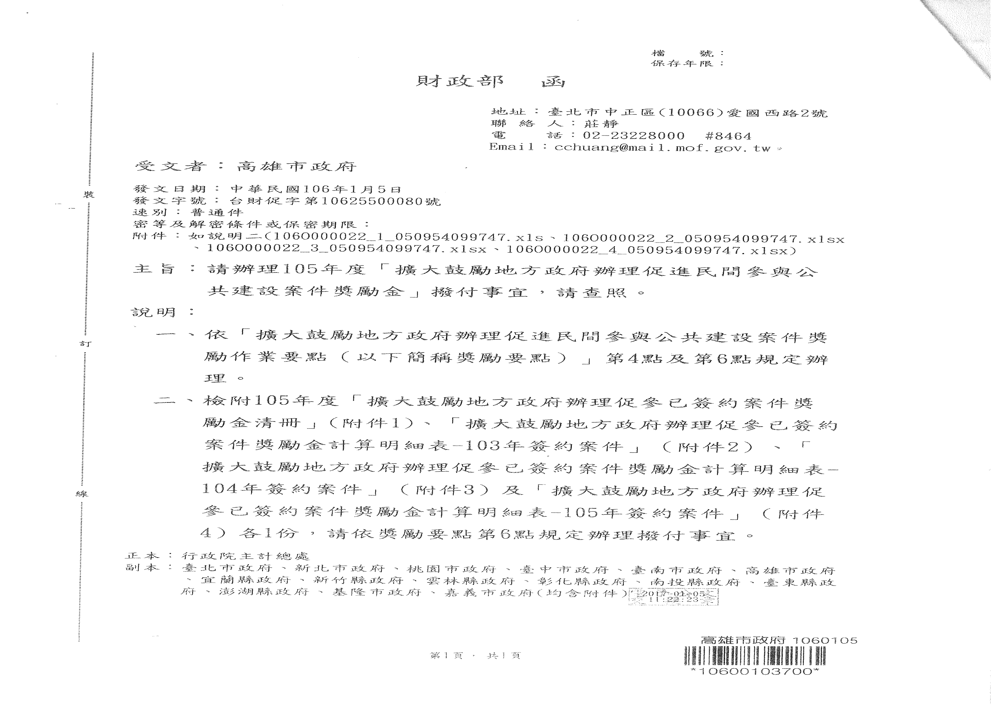 檔　　號：
保存年限：
財政部　函
地址：臺北市中正區(10066)愛國西路2號
聯絡人：莊靜
電　　話：02-23228000　#8464
Email：cchuang@mail.mof.gov.tw
受文者：高雄市政府
發文日期：中華民國106年1月5日
發文字號：台財促字第10625500080號
速別：普通件
密等及解密條件或保密期限：
附件：如說明二(106O000022_1_050954099747.xls、106O000022_2_050954099747.xlsx
、106O000022_3_050954099747.xlsx、106O000022_4_050954099747.xlsx)
主旨：請辦理105年度「擴大鼓勵地方政府辦理促進民間參與公
共建設案件獎勵金」撥付事宜，請查照。
說明：
一、依「擴大鼓勵地方政府辦理促進民間參與公共建設案件獎
勵作業要點（以下簡稱獎勵要點）」第4點及第6點規定辦
理。
二、檢附105年度「擴大鼓勵地方政府辦理促參已簽約案件獎
勵金清冊」(附件1)、「擴大鼓勵地方政府辦理促參已簽約
案件獎勵金計算明細表-103年簽約案件」（附件2）、「
擴大鼓勵地方政府辦理促參已簽約案件獎勵金計算明細表-
104年簽約案件」（附件3）及「擴大鼓勵地方政府辦理促
參已簽約案件獎勵金計算明細表-105年簽約案件」（附件
4）各1份，請依獎勵要點第6點規定辦理撥付事宜。
正本：行政院主計總處
副本：臺北市政府、新北市政府、桃園市政府、臺中市政府、臺南市政府、高雄市政府
、宜蘭縣政府、新竹縣政府、雲林縣政府、彰化縣政府、南投縣政府、臺東縣政
府、澎湖縣政府、基隆市政府、嘉義市政府(均含附件)
2017-01-05
11:22:23
裝
訂
線
第1頁，共1頁
高雄市政府 1060105
*10600103700*